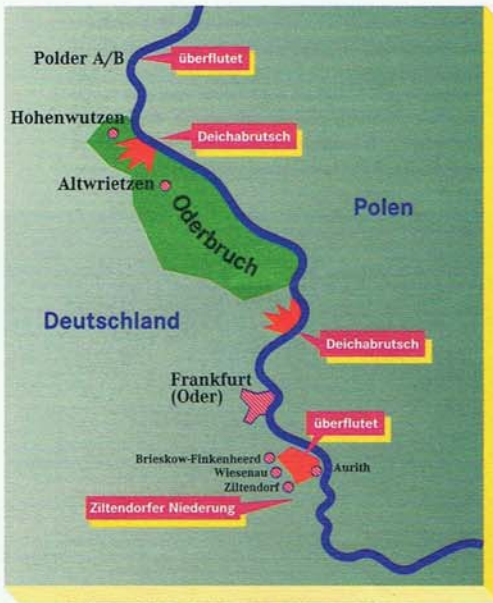 Polder A/B
überflutet
Hohenwutzen
Deichabrutsch
Altwrietzen
Oderbruch
Polen
Deutschland
Deichabrutsch
Frankfurt
(Oder)
überflutet
Brieskow-Finkenheerd
Aurith
Wiesenau
Ziltendorf
Ziltendorfer Niederung